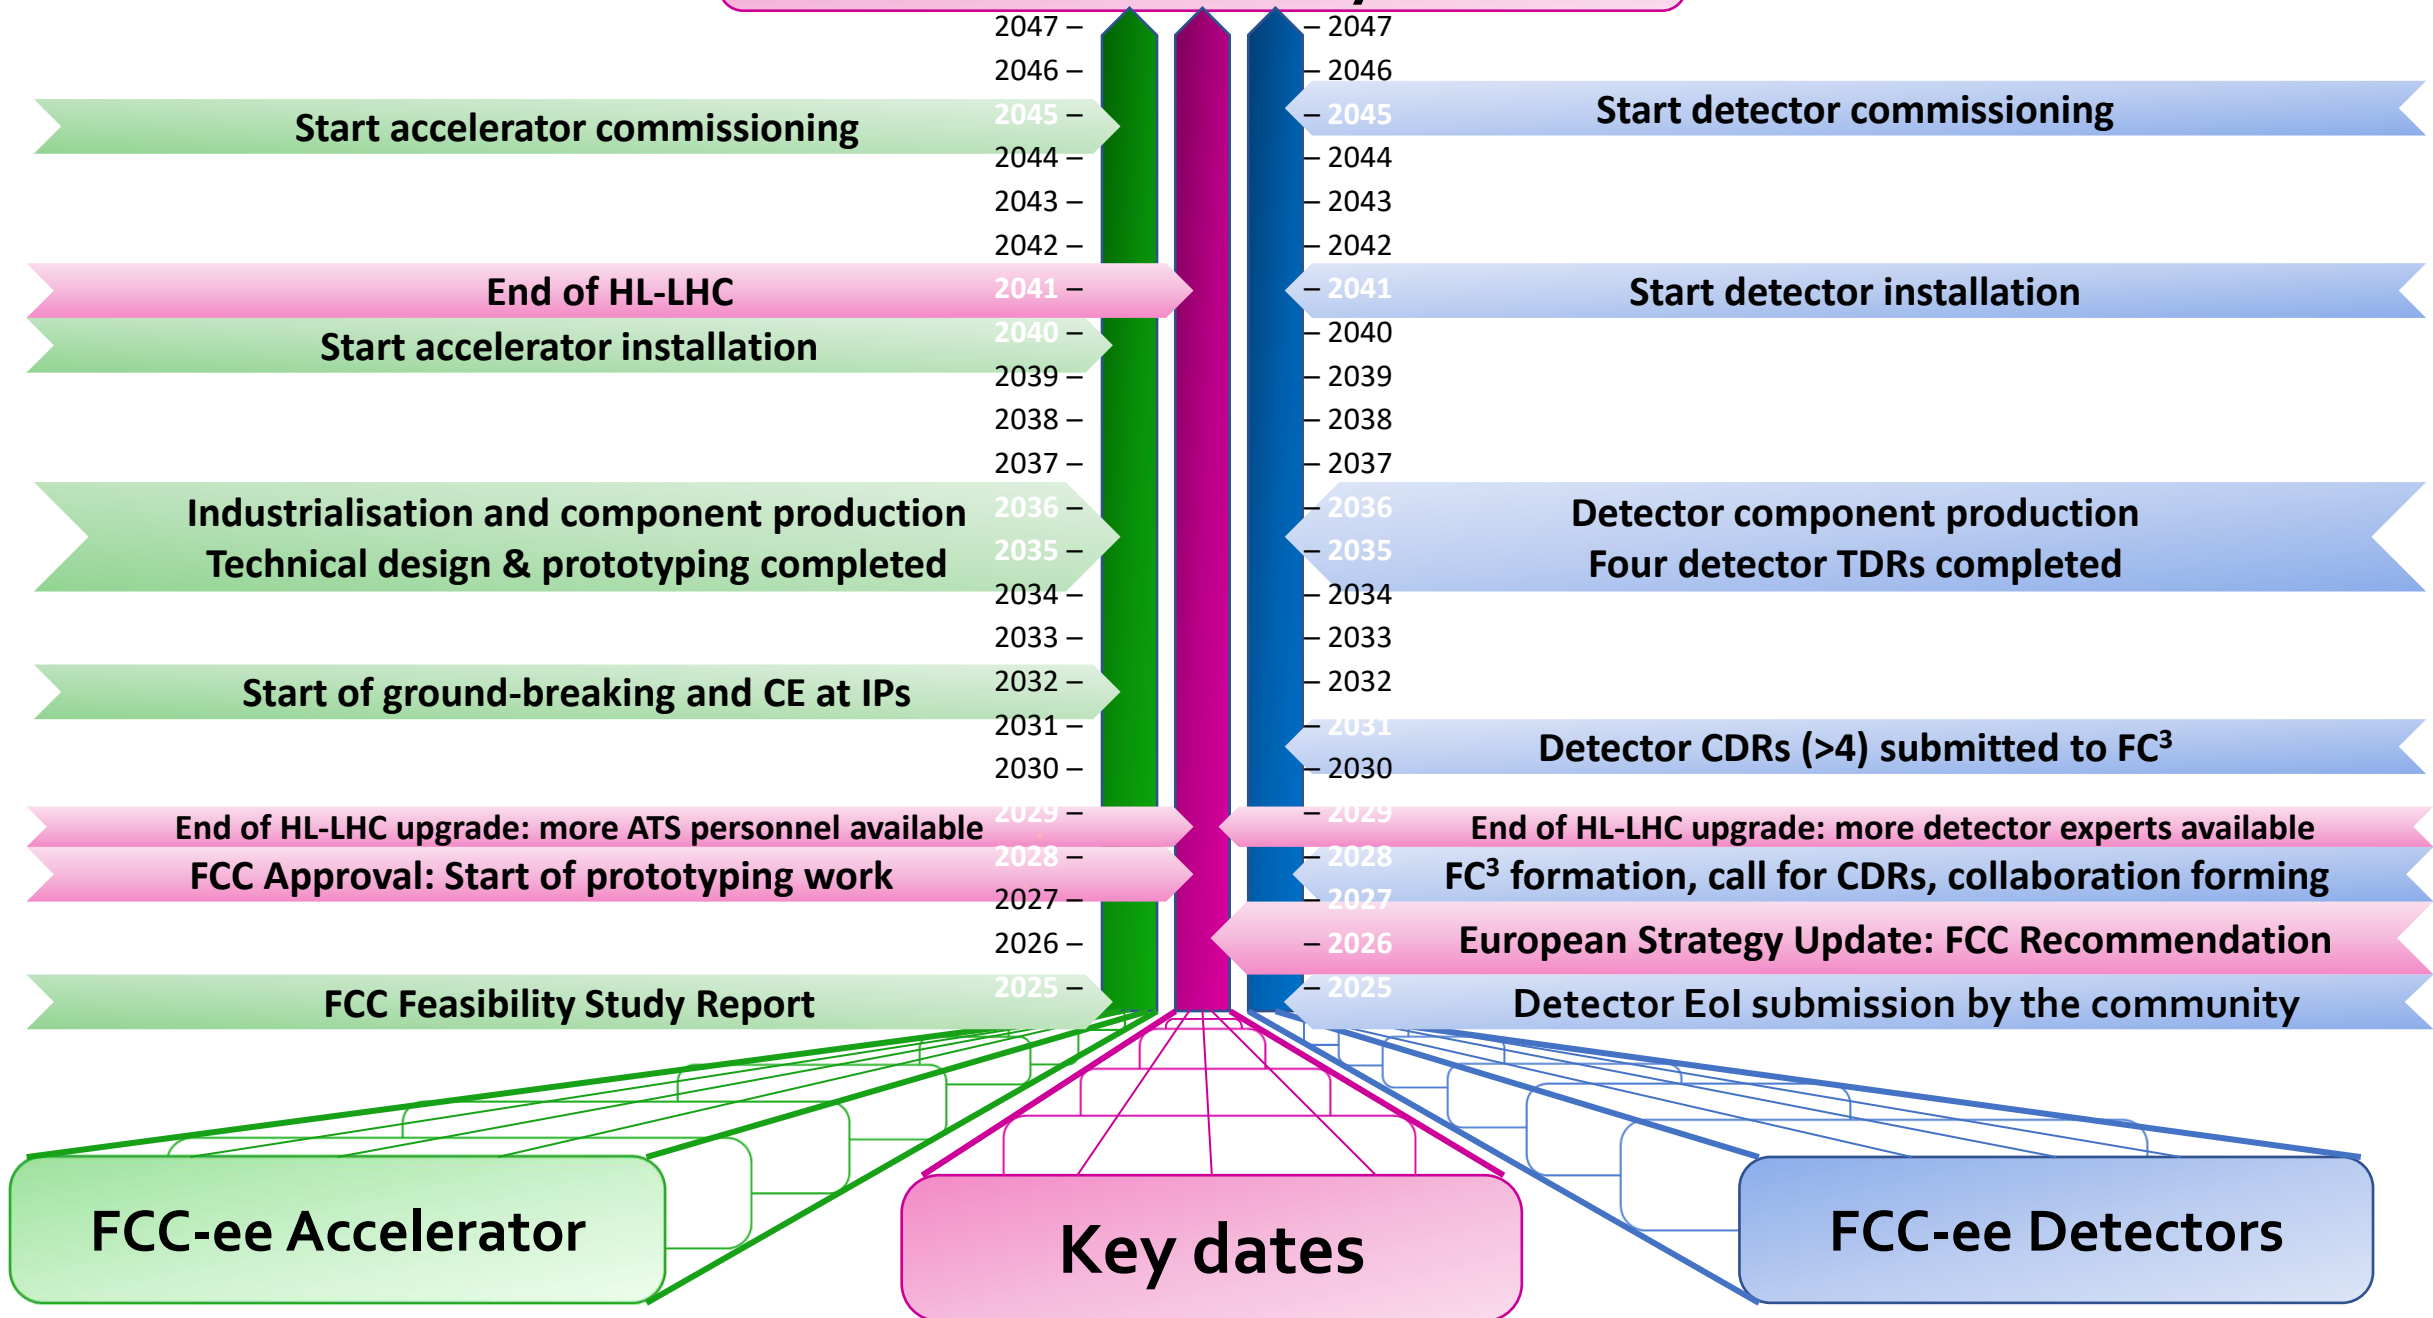 2047 – – 2047
2046 – – 2046
Start accelerator commissioning 2045 – – 2045 Start detector commissioning
2044 – – 2044
2043 – – 2043
2042 – – 2042
End of HL-LHC 2041 – – 2041 Start detector installation
Start accelerator installation 2040 – – 2040
2039 – – 2039
2038 – – 2038
2037 – – 2037
Industrialisation and component production 2036 – – 2036 Detector component production
Technical design & prototyping completed 2035 – – 2035 Four detector TDRs completed
2034 – – 2034
2033 – – 2033
Start of ground-breaking and CE at IPs 2032 – – 2032
2031 – – 2031
Detector CDRs (>4) submitted to FC³
2030 – – 2030
2029 – – 2029
End of HL-LHC upgrade: more ATS personnel available End of HL-LHC upgrade: more detector experts available
2028 – – 2028
FCC Approval: Start of prototyping work FC³ formation, call for CDRs, collaboration forming
2027 – – 2027
2026 – – 2026 European Strategy Update: FCC Recommendation
2025 – – 2025
FCC Feasibility Study Report Detector EoI submission by the community
FCC-ee Accelerator Key dates FCC-ee Detectors